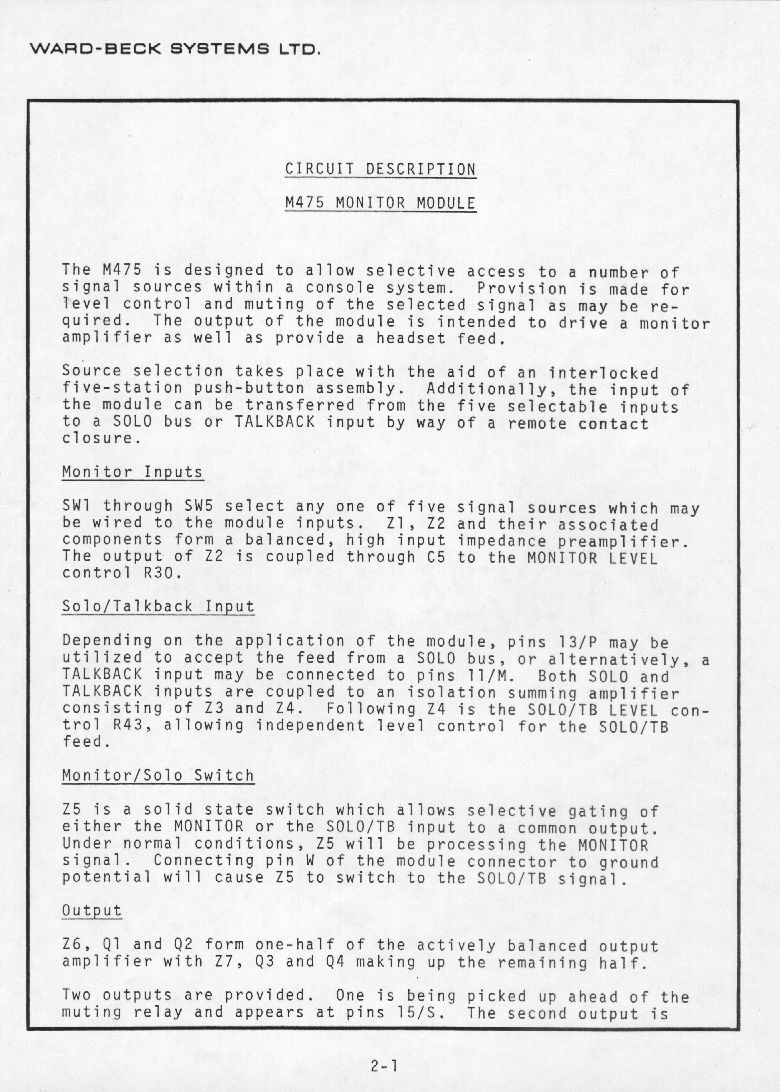 WARD-BECK SYSTEMS LTD.
CIRCUIT DESCRIPTION
M475 MONITOR MODULE
The M475 is designed to allow selective access to a number of
signal sources within a console system. Provision is made for
level control and muting of the selected signal as may be re-
quired. The output of the module is intended to drive a monitor
amplifier as well as provide a headset feed.
Source selection takes place with the aid of an interlocked
five-station push-button assembly. Additionally, the input of
the module can be transferred from the five selectable inputs
to a SOLO bus or TALKBACK input by way of a remote contact
closure.
Monitor Inputs
SW1 through SW5 select any one of five signal sources which may
be wired to the module inputs. Z1, Z2 and their associated
components form a balanced, high input impedance preamplifier.
The output of Z2 is coupled through C5 to the MONITOR LEVEL
control R30.
Solo/Talkback Input
Depending on the application of the module, pins 13/P may be
utilized to accept the feed from a SOLO bus, or alternatively, a
TALKBACK input may be connected to pins 11/M. Both SOLO and
TALKBACK inputs are coupled to an isolation summing amplifier
consisting of Z3 and Z4. Following Z4 is the SOLO/TB LEVEL con-
trol R43, allowing independent level control for the SOLO/TB
feed.
Monitor/Solo Switch
Z5 is a solid state switch which allows selective gating of
either the MONITOR or the SOLO/TB input to a common output.
Under normal conditions, Z5 will be processing the MONITOR
signal. Connecting pin W of the module connector to ground
potential will cause Z5 to switch to the SOLO/TB signal.
Output
Z6, Q1 and Q2 form one-half of the actively balanced output
amplifier with Z7, Q3 and Q4 making up the remaining half.
Two outputs are provided. One is being picked up ahead of the
muting relay and appears at pins 15/S. The second output is
2-1